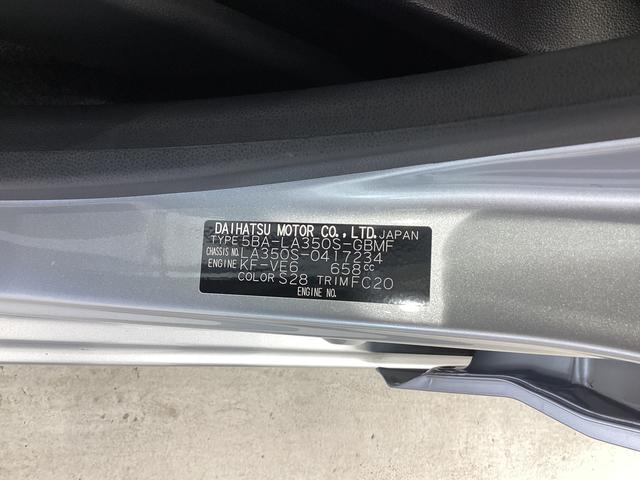 DAIHATSU MOTOR CO., LTD. JAPAN
TYPE 5BA-LA350S-GBMF
CHASSIS NO. LA350S-0417234
ENGINE KF-VE6 658cc
COLOR S28 TRIM FC20
ENGINE NO.